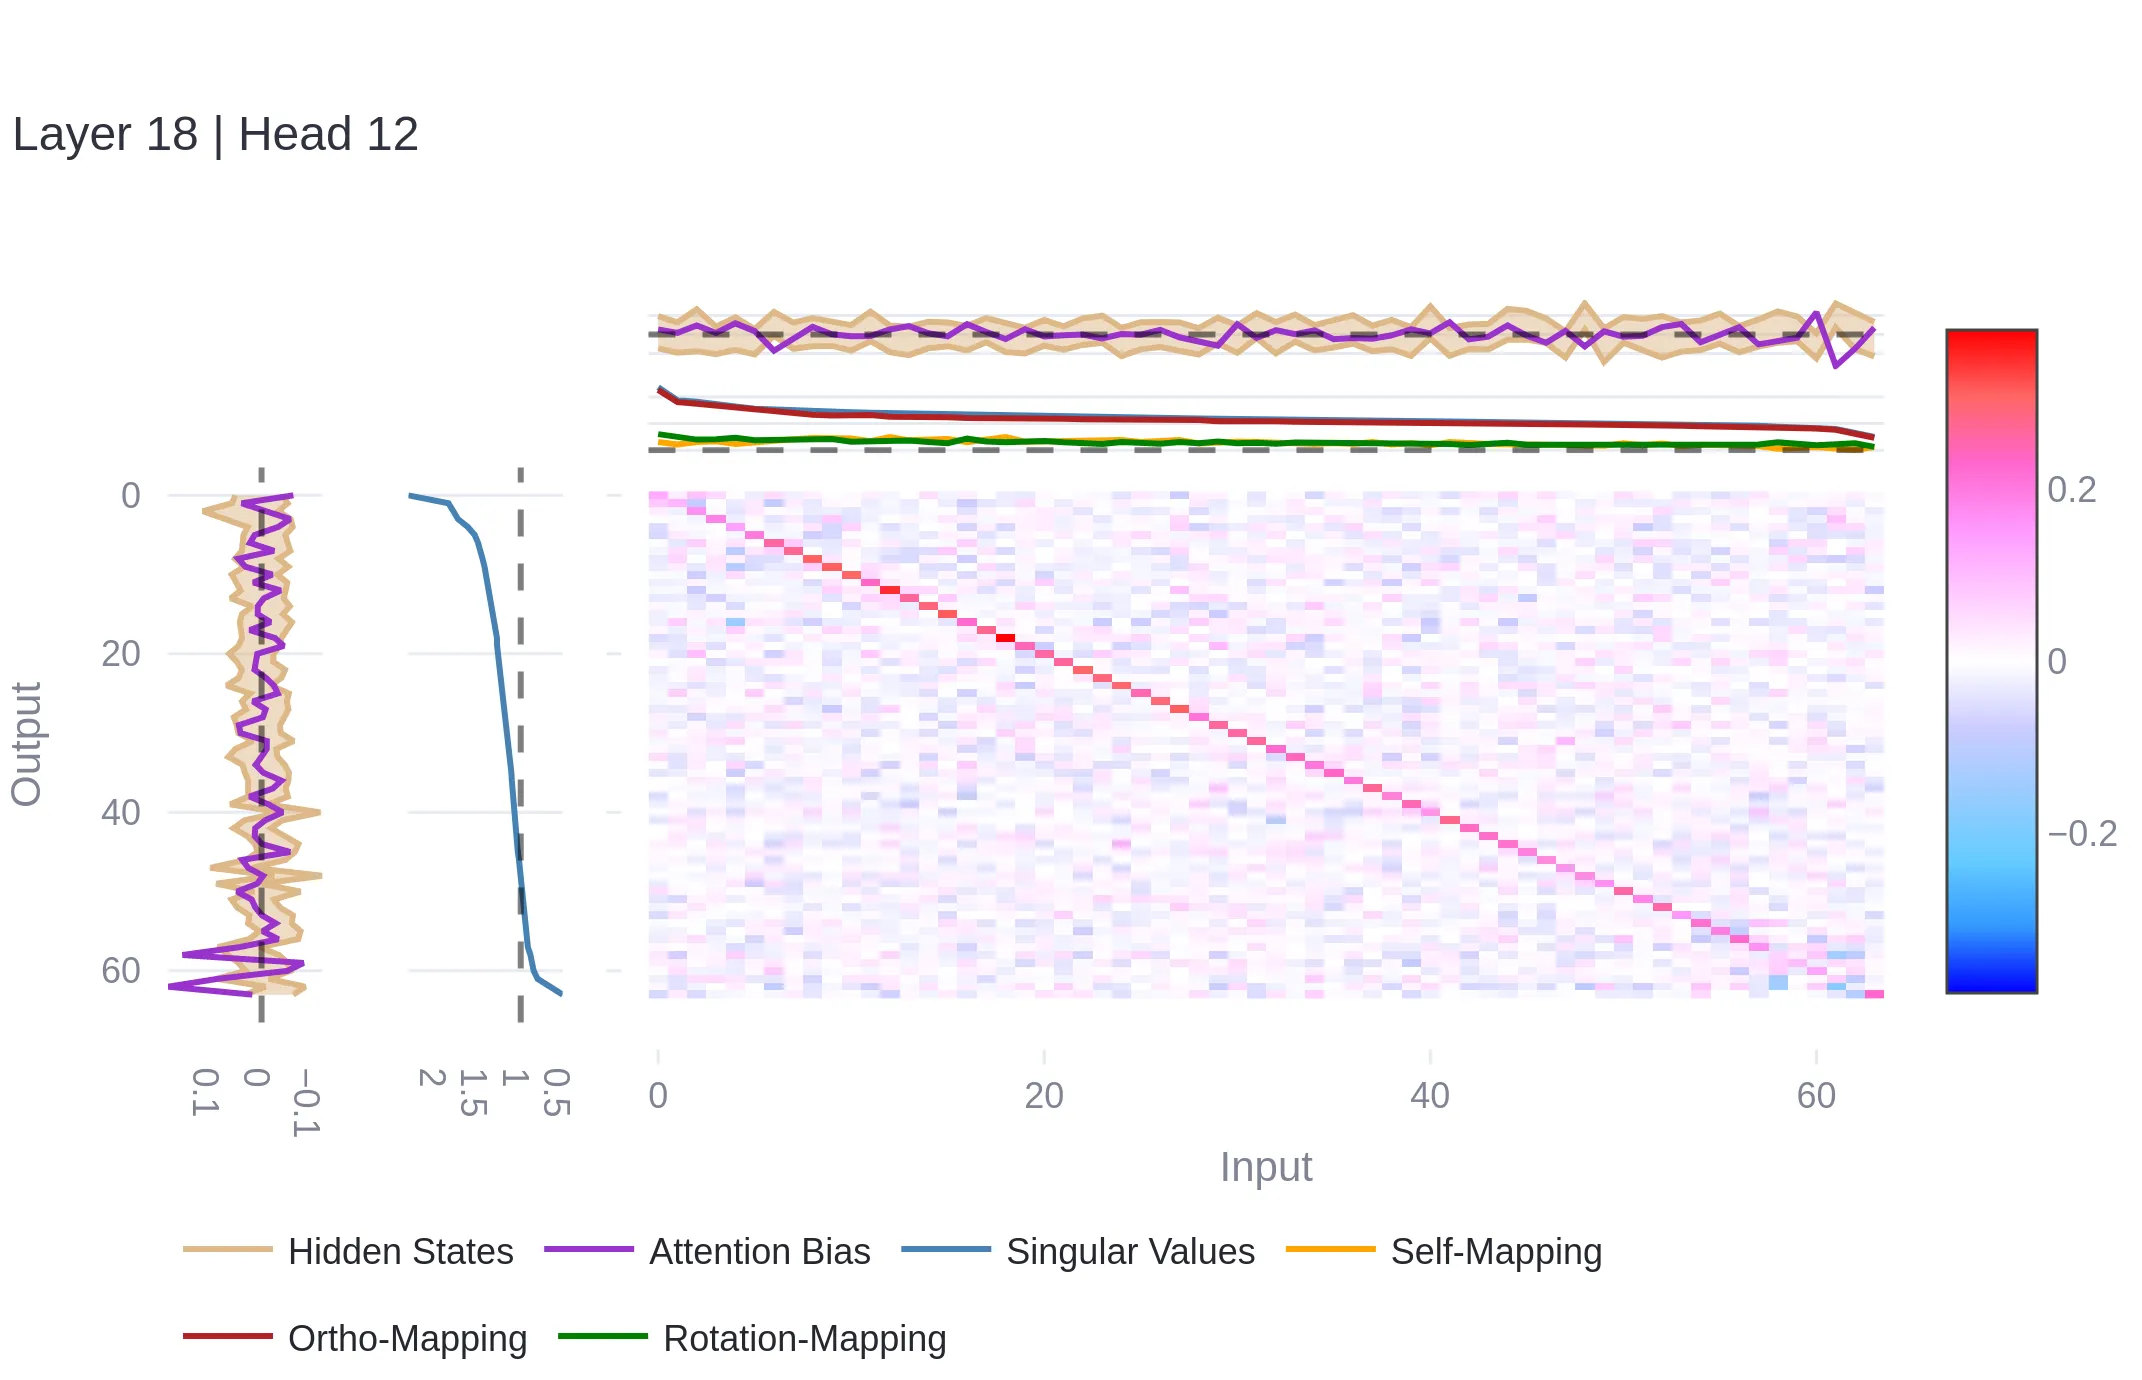 Layer 18 | Head 12
0.2
0
−0.2
0
20
40
60
Output
0.1
0
−0.1
2
1.5
1
0.5
0
20
40
60
Input
Hidden States
Attention Bias
Singular Values
Self-Mapping
Ortho-Mapping
Rotation-Mapping